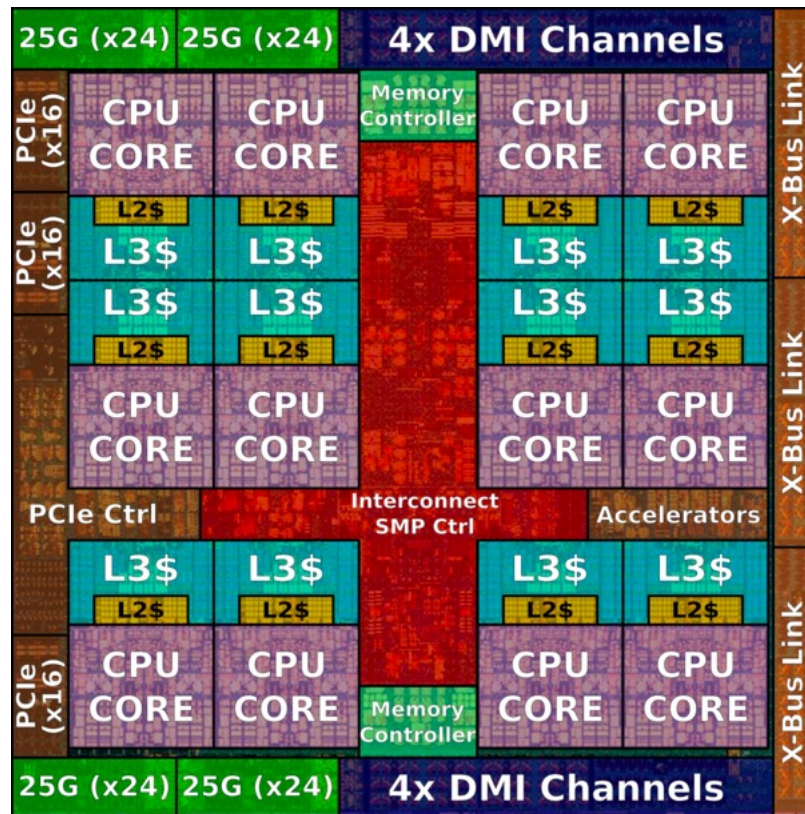 25G (x24) 25G (x24) 4x DMI Channels
X-Bus Link
PCIe
(x16)
CPU
CORE
CPU
CORE
Memory
Controller
CPU
CORE
CPU
CORE
PCIe
(x16)
L2$ L2$ L2$ L2$
L3$ L3$ L3$ L3$
L3$ L3$ L3$ L3$
L2$ L2$ L2$ L2$
X-Bus Link
CPU
CORE
CPU
CORE
CPU
CORE
CPU
CORE
PCIe Ctrl
Interconnect
SMP Ctrl
Accelerators
L3$ L3$ L3$ L3$
L2$ L2$ L2$ L2$
X-Bus Link
PCIe
(x16)
CPU
CORE
CPU
CORE
Memory
Controller
CPU
CORE
CPU
CORE
25G (x24) 25G (x24) 4x DMI Channels